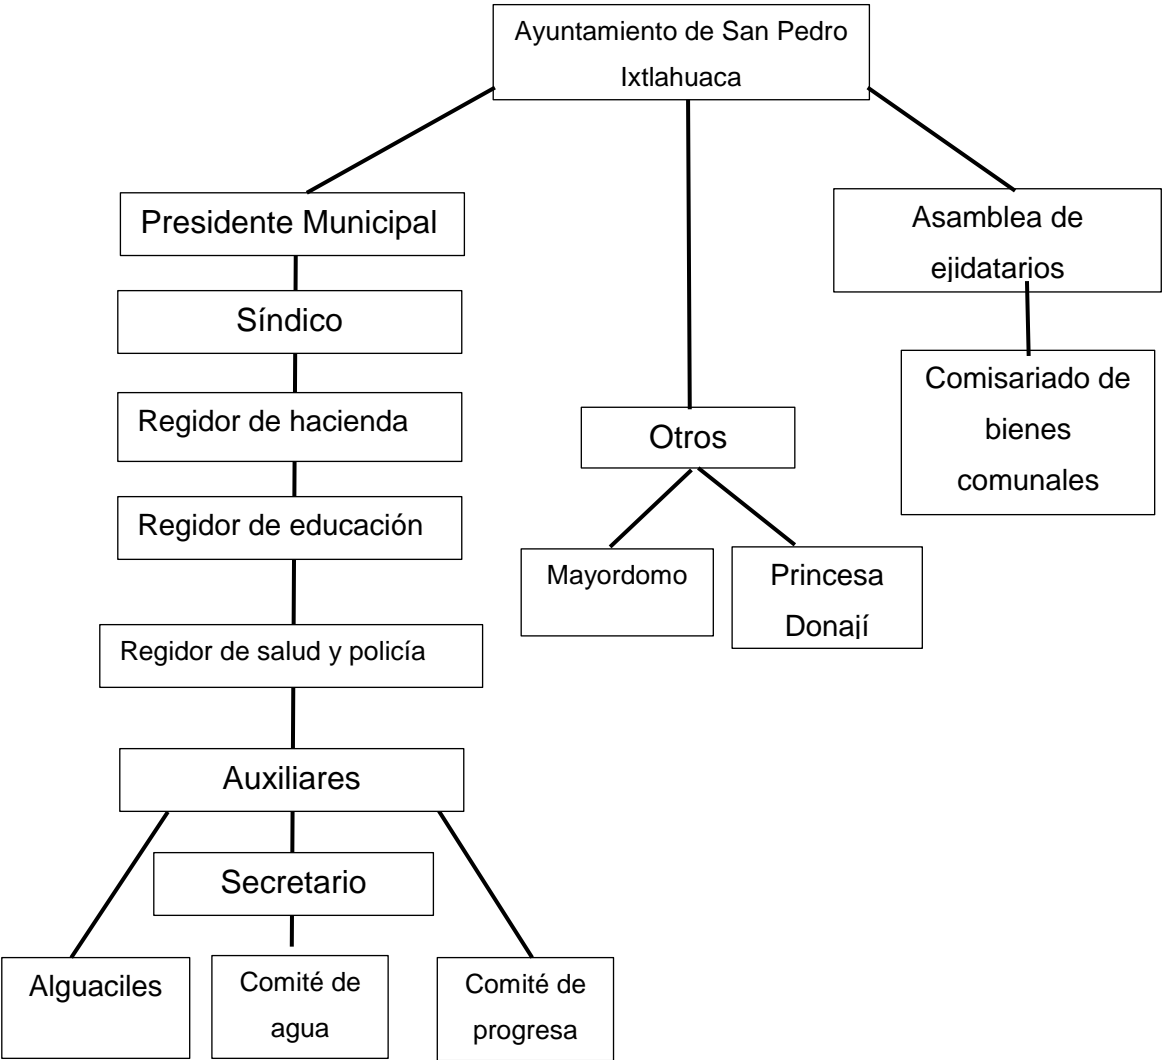 Ayuntamiento de San Pedro
Ixtlahuaca
Presidente Municipal
Síndico
Regidor de hacienda
Regidor de educación
Regidor de salud y policía
Auxiliares
Secretario
Alguaciles
Comité de
agua
Comité de
progresa
Otros
Mayordomo
Princesa
Donají
Asamblea de
ejidatarios
Comisariado de
bienes
comunales